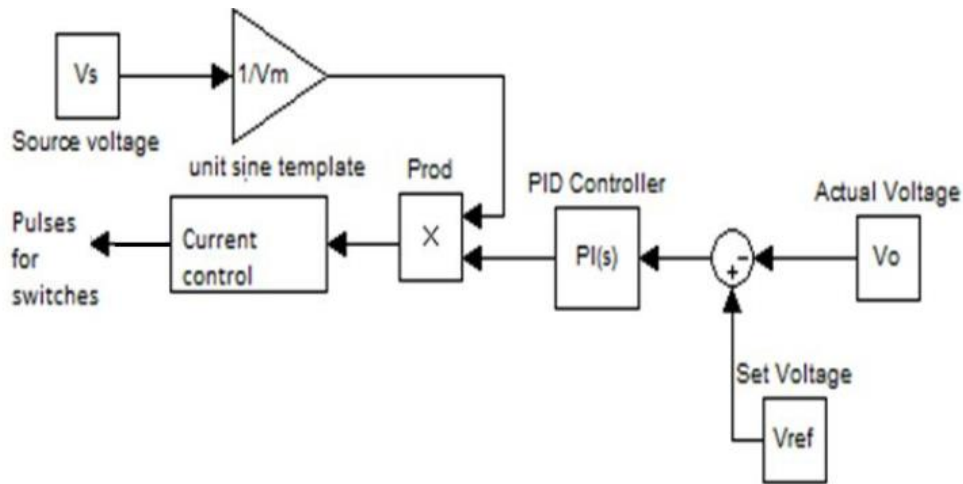 Vs
1/Vm
Source voltage
unit sine template
Prod
PID Controller
Actual Voltage
Pulses
for
switches
Current
control
X
PI(s)
-
+
Vo
Set Voltage
Vref